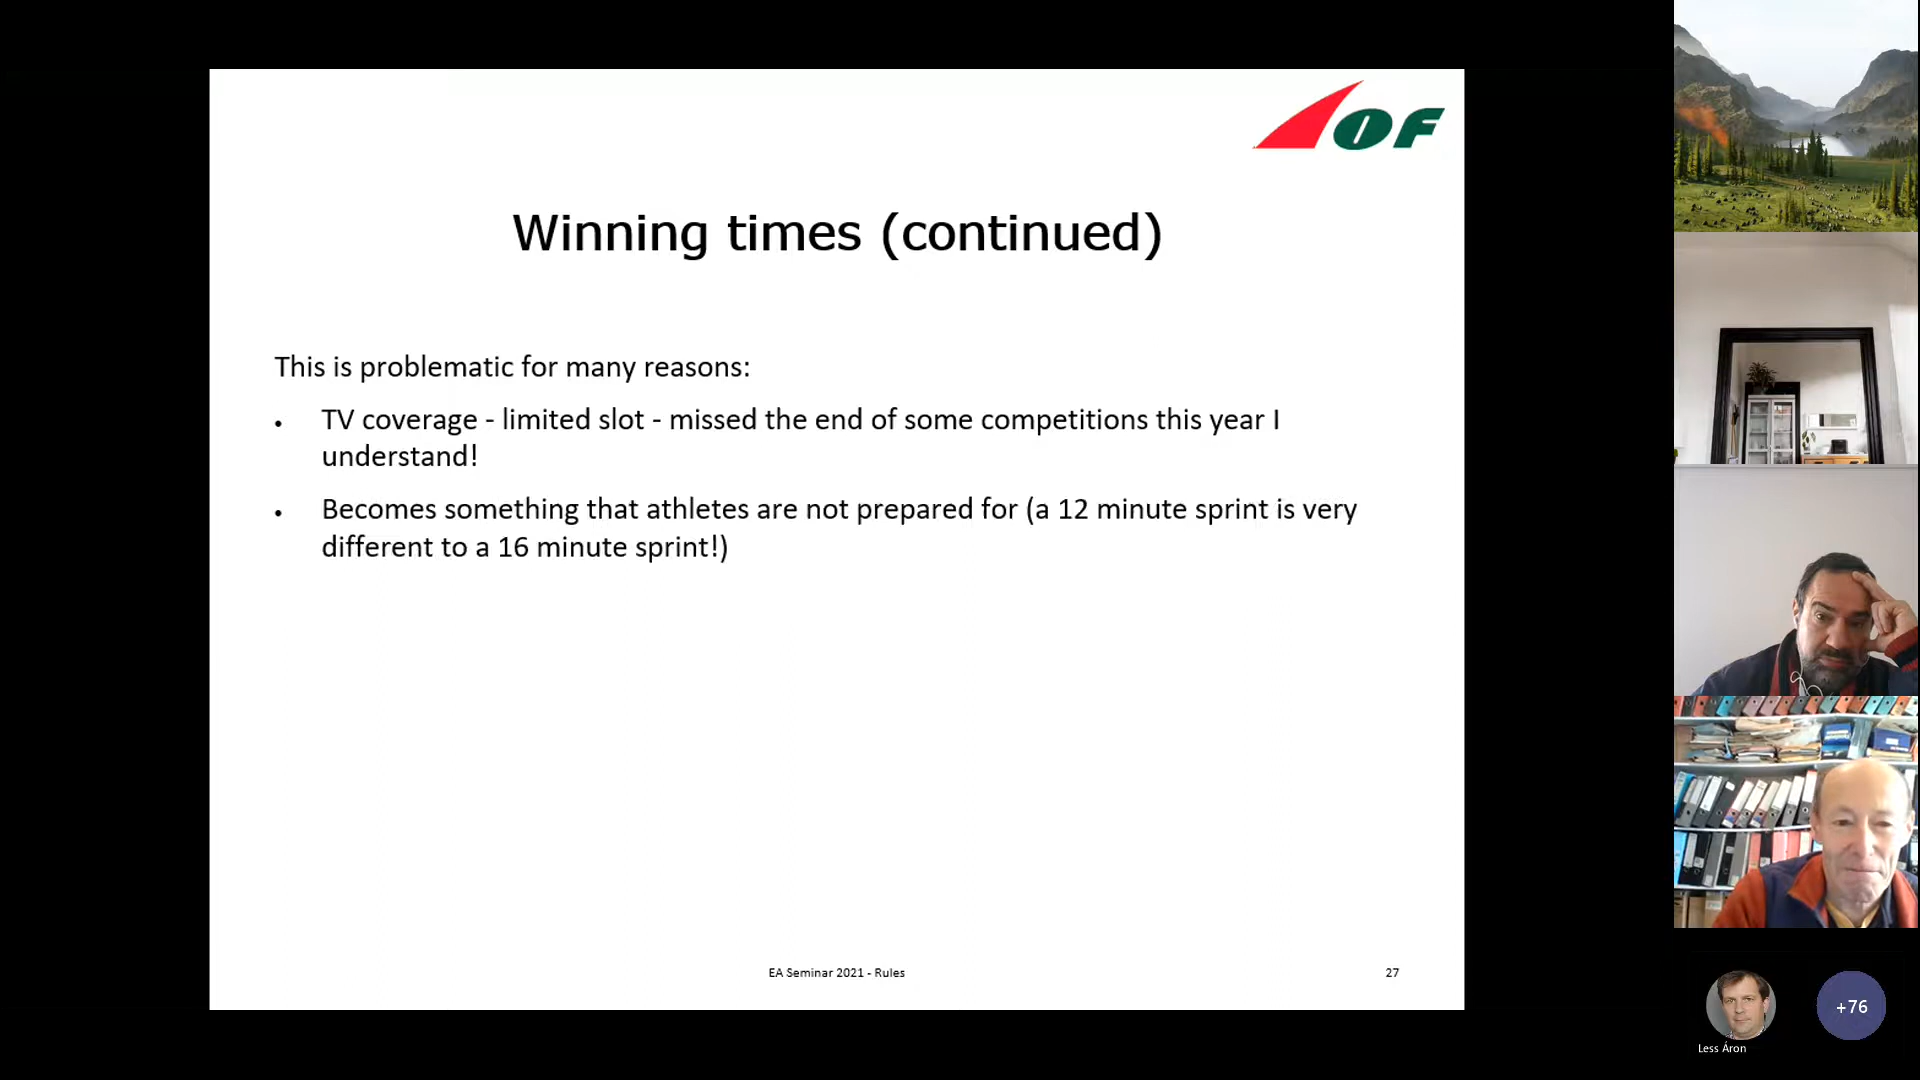 IOF
Winning times (continued)
This is problematic for many reasons:
• TV coverage - limited slot - missed the end of some competitions this year I
understand!
• Becomes something that athletes are not prepared for (a 12 minute sprint is very
different to a 16 minute sprint!)
EA Seminar 2021 - Rules
27
+76
Less Áron